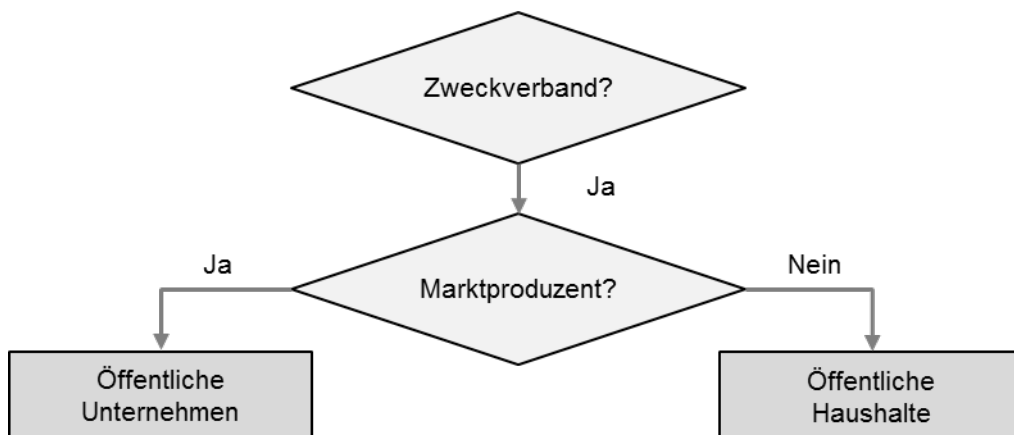 Zweckverband?
Ja
Ja
Nein
Marktproduzent?
Öffentliche
Unternehmen
Öffentliche
Haushalte